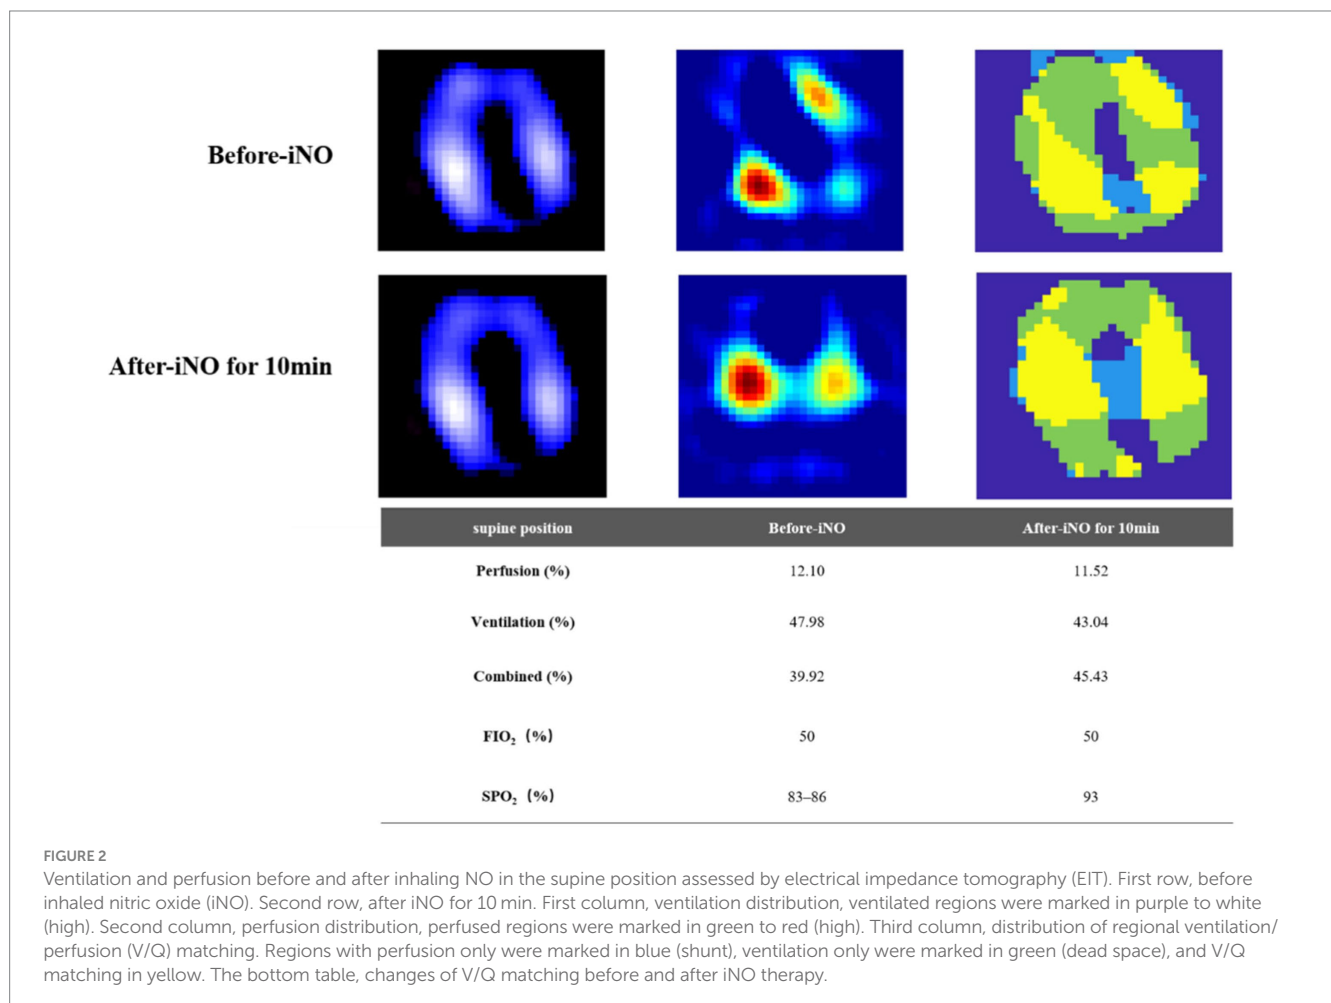 Before-iNO
After-iNO for 10min
supine position Before-iNO After-iNO for 10min
Perfusion (%) 12.10 11.52
Ventilation (%) 47.98 43.04
Combined (%) 39.92 45.43
FIO₂ (%) 50 50
SPO₂ (%) 83–86 93
FIGURE 2
Ventilation and perfusion before and after inhaling NO in the supine position assessed by electrical impedance tomography (EIT). First row, before
inhaled nitric oxide (iNO). Second row, after iNO for 10 min. First column, ventilation distribution, ventilated regions were marked in purple to white
(high). Second column, perfusion distribution, perfused regions were marked in green to red (high). Third column, distribution of regional ventilation/
perfusion (V/Q) matching. Regions with perfusion only were marked in blue (shunt), ventilation only were marked in green (dead space), and V/Q
matching in yellow. The bottom table, changes of V/Q matching before and after iNO therapy.